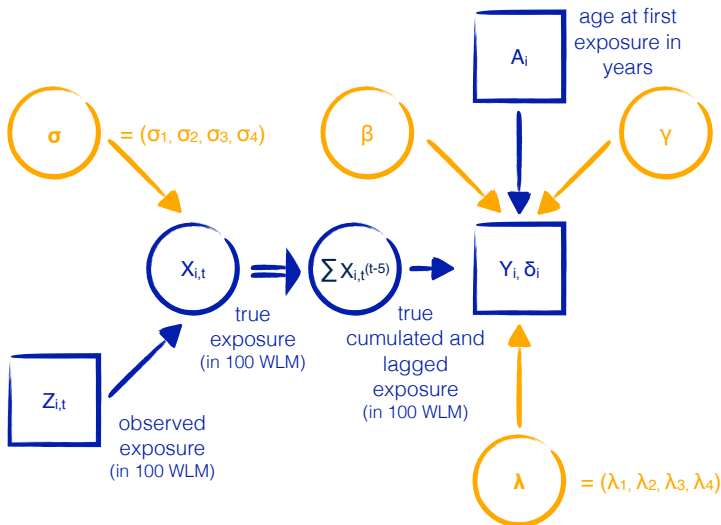 age at first
exposure in
years
Aᵢ
σ
= (σ₁, σ₂, σ₃, σ₄)
β
γ
Xᵢ,ₜ
∑ Xᵢ,ₜ⁽ᵗ⁻⁵⁾
Yᵢ, δᵢ
true
exposure
(in 100 WLM)
true
cumulated and
lagged
exposure
(in 100 WLM)
Zᵢ,ₜ
observed
exposure
(in 100 WLM)
λ
= (λ₁, λ₂, λ₃, λ₄)